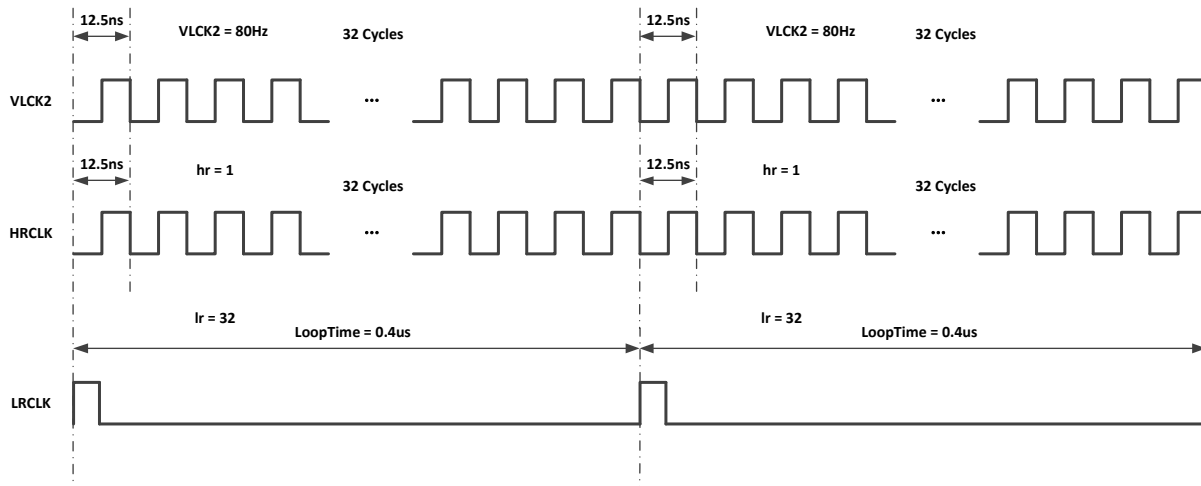 12.5ns
VLCK2 = 80Hz
32 Cycles
12.5ns
VLCK2 = 80Hz
32 Cycles
VLCK2
...
...
12.5ns
hr = 1
32 Cycles
12.5ns
hr = 1
32 Cycles
HRCLK
...
...
lr = 32
LoopTime = 0.4us
lr = 32
LoopTime = 0.4us
LRCLK